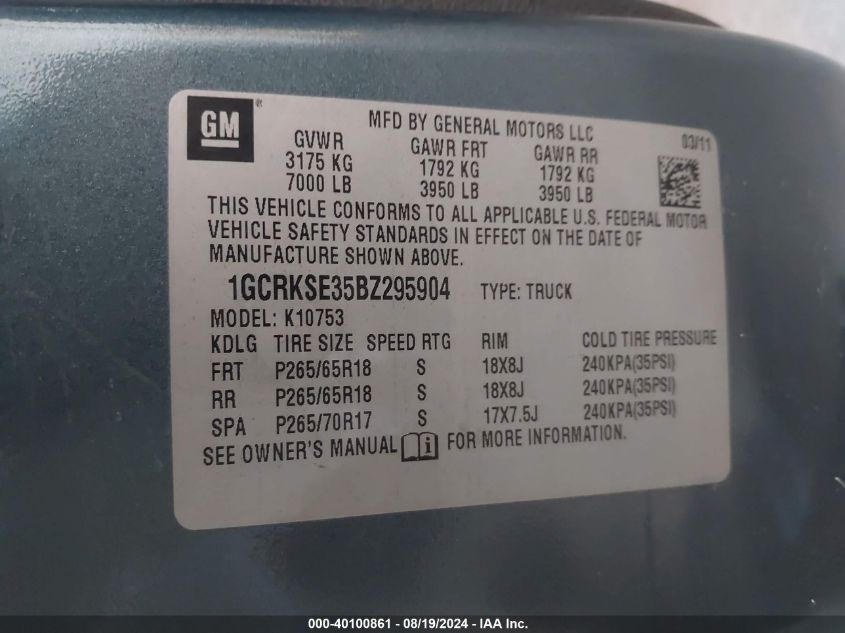 GM®
MFD BY GENERAL MOTORS LLC 03/11
GVWR GAWR FRT GAWR RR
3175 KG 1792 KG 1792 KG
7000 LB 3950 LB 3950 LB
THIS VEHICLE CONFORMS TO ALL APPLICABLE U.S. FEDERAL MOTOR
VEHICLE SAFETY STANDARDS IN EFFECT ON THE DATE OF
MANUFACTURE SHOWN ABOVE.
1GCRKSE35BZ295904 TYPE: TRUCK
MODEL: K10753
KDLG TIRE SIZE SPEED RTG RIM COLD TIRE PRESSURE
FRT P265/65R18 S 18X8J 240KPA(35PSI)
RR P265/65R18 S 18X8J 240KPA(35PSI)
SPA P265/70R17 S 17X7.5J 240KPA(35PSI)
SEE OWNER'S MANUAL i FOR MORE INFORMATION.
000-40100861 - 08/19/2024 - IAA Inc.